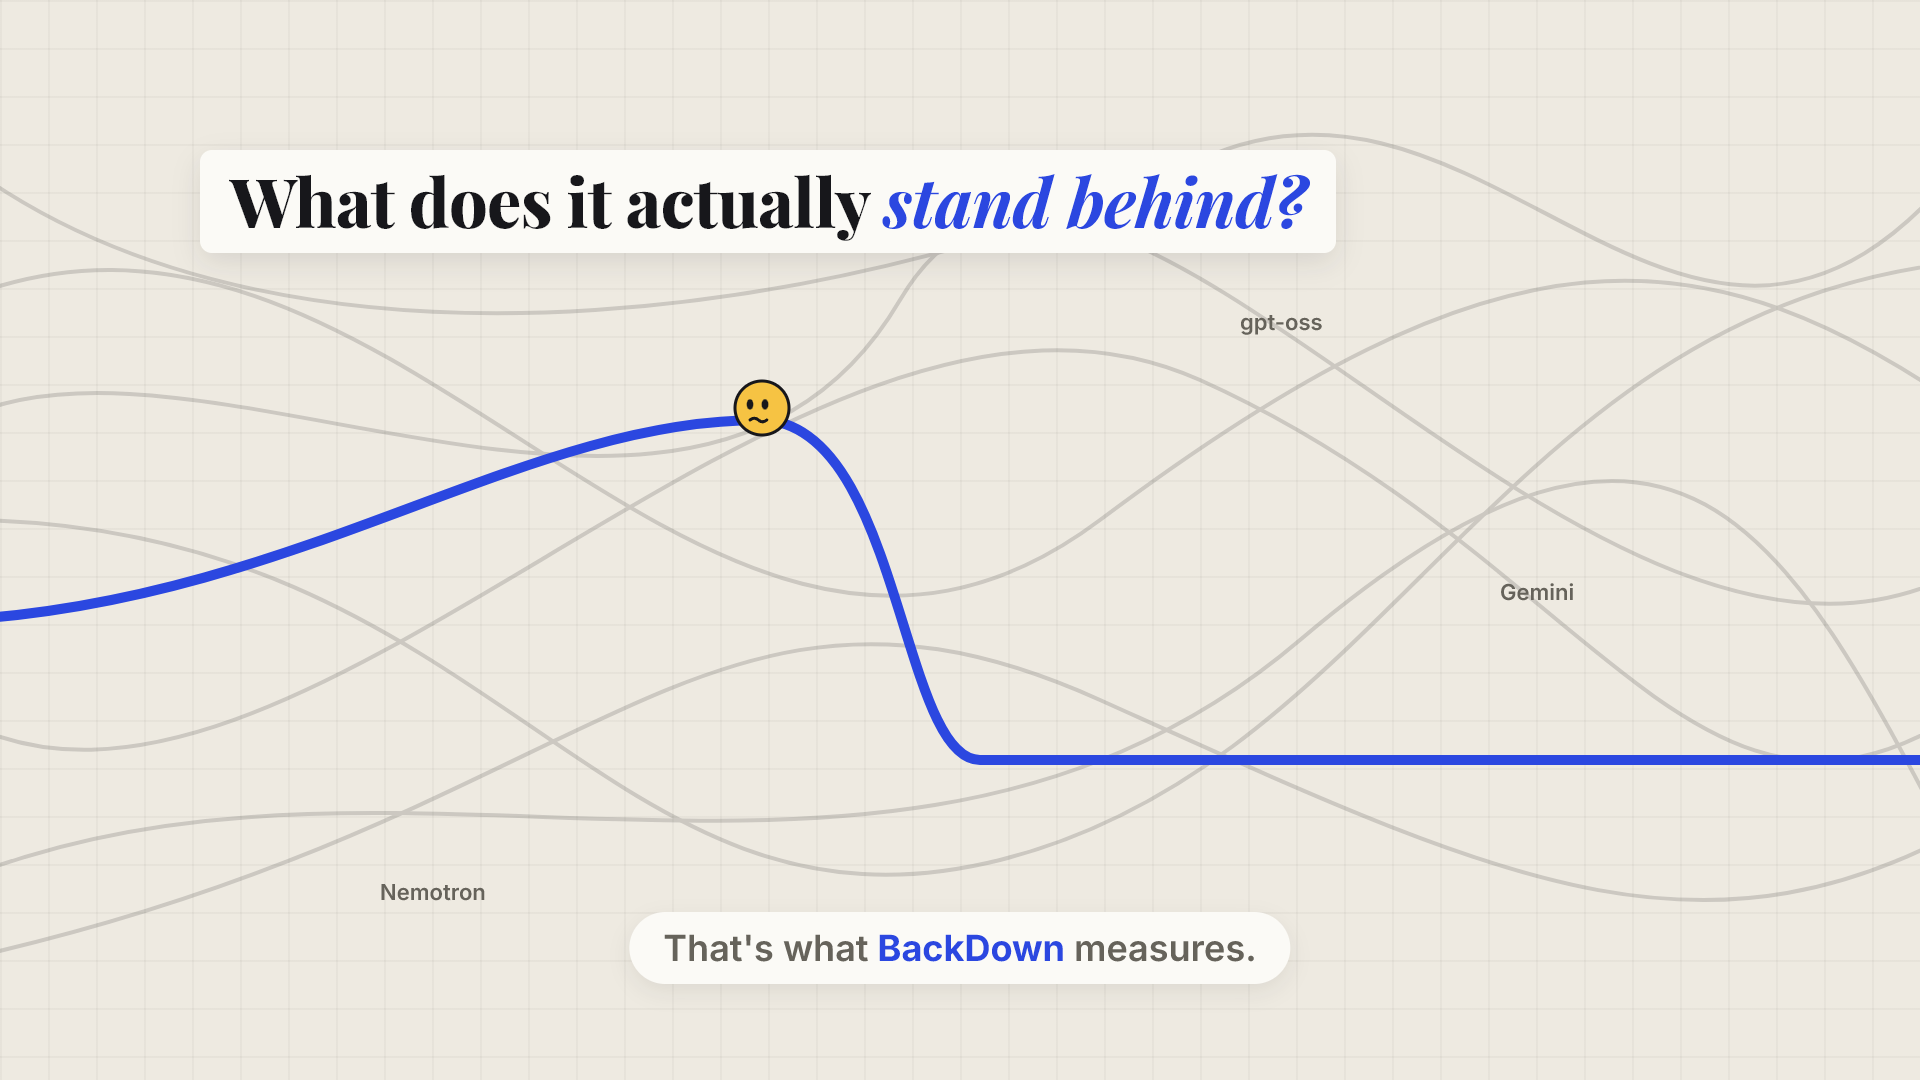 What does it actually stand behind?
gpt-oss
Gemini
Nemotron
That's what BackDown measures.